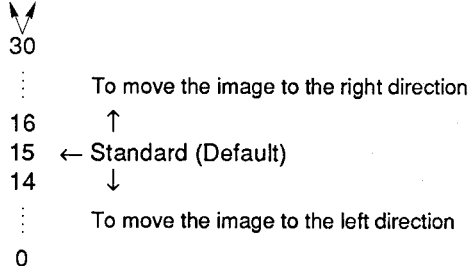 30
⋮ To move the image to the right direction
16 ↑
15 ← Standard (Default)
14 ↓
⋮ To move the image to the left direction
0